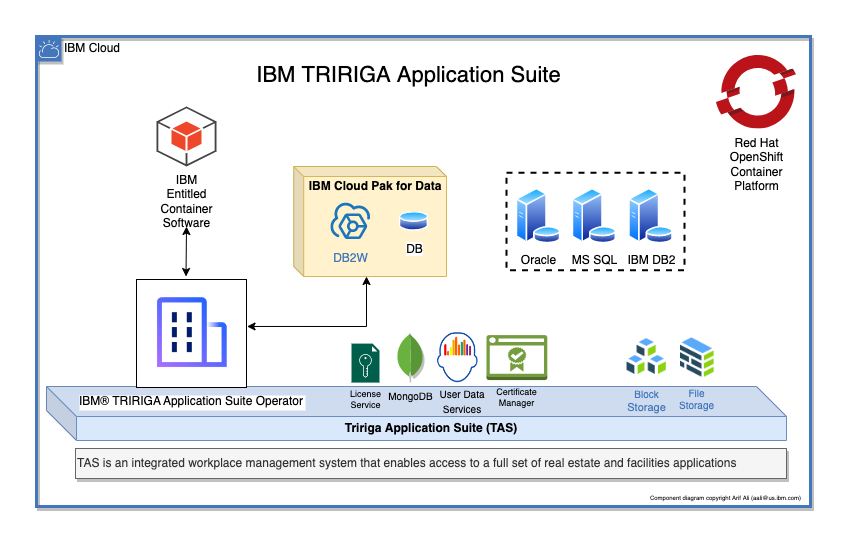 IBM Cloud
IBM TRIRIGA Application Suite
Red Hat
OpenShift
Container
Platform
IBM
Entitled
Container
Software
IBM Cloud Pak for Data
DB2W
DB
Oracle
MS SQL
IBM DB2
License
Service
MongoDB
User Data
Services
Certificate
Manager
Block
Storage
File
Storage
IBM® TRIRIGA Application Suite Operator
Tririga Application Suite (TAS)
TAS is an integrated workplace management system that enables access to a full set of real estate and facilities applications
Component diagram copyright Arif Ali (aali@us.ibm.com)